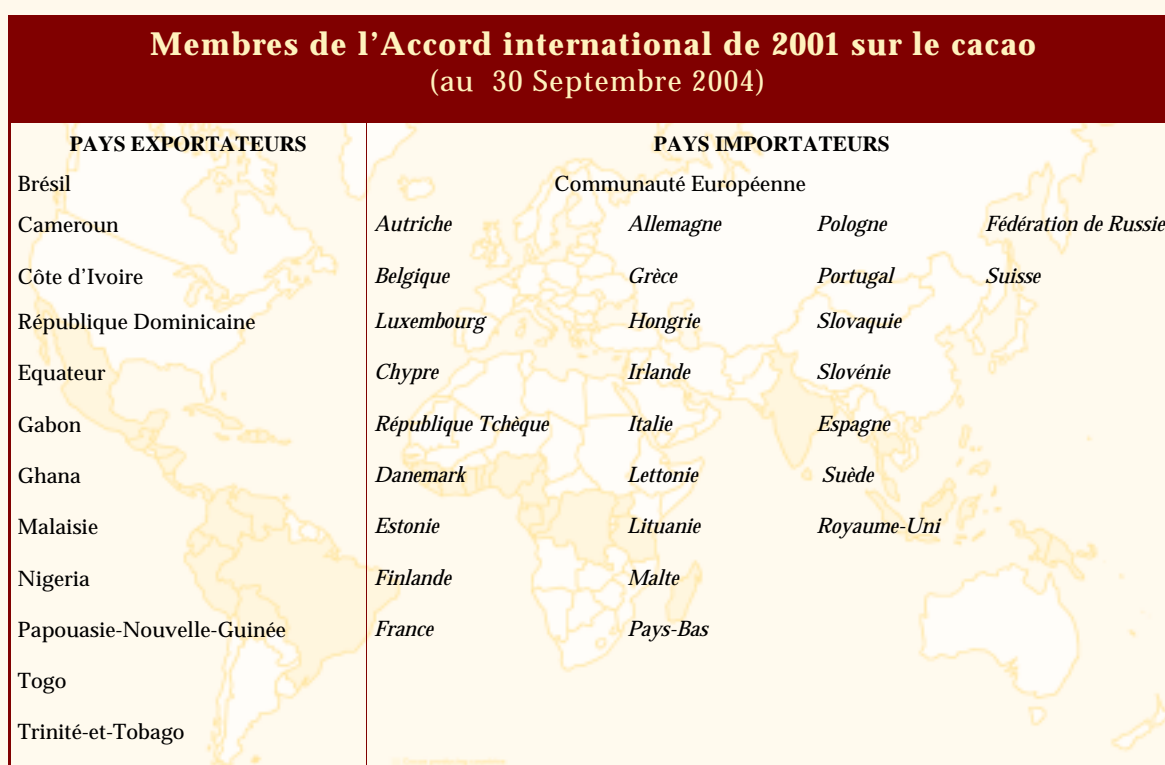 Membres de l'Accord international de 2001 sur le cacao
(au 30 Septembre 2004)
PAYS EXPORTATEURS
Brésil
Cameroun
Côte d'Ivoire
République Dominicaine
Equateur
Gabon
Ghana
Malaisie
Nigeria
Papouasie-Nouvelle-Guinée
Togo
Trinité-et-Tobago
PAYS IMPORTATEURS
Communauté Européenne
Autriche Allemagne Pologne Fédération de Russie
Belgique Grèce Portugal Suisse
Luxembourg Hongrie Slovaquie
Chypre Irlande Slovénie
République Tchèque Italie Espagne
Danemark Lettonie Suède
Estonie Lituanie Royaume-Uni
Finlande Malte
France Pays-Bas